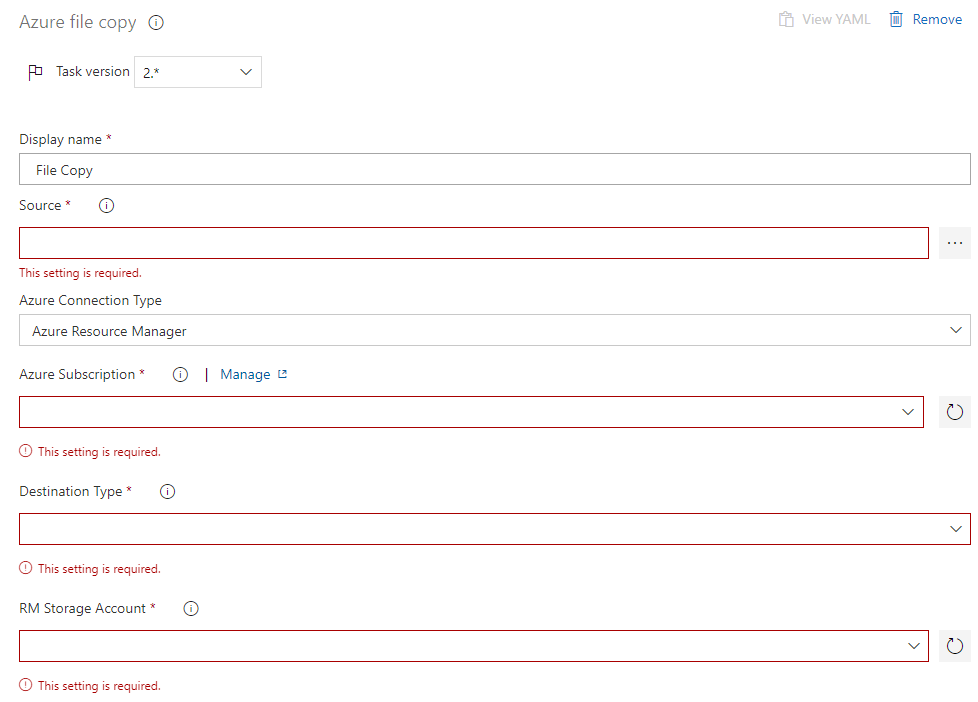 Azure file copy
View YAML
Remove
Task version 2.*
Display name *
File Copy
Source *
...
This setting is required.
Azure Connection Type
Azure Resource Manager
Azure Subscription * | Manage
This setting is required.
Destination Type *
This setting is required.
RM Storage Account *
This setting is required.